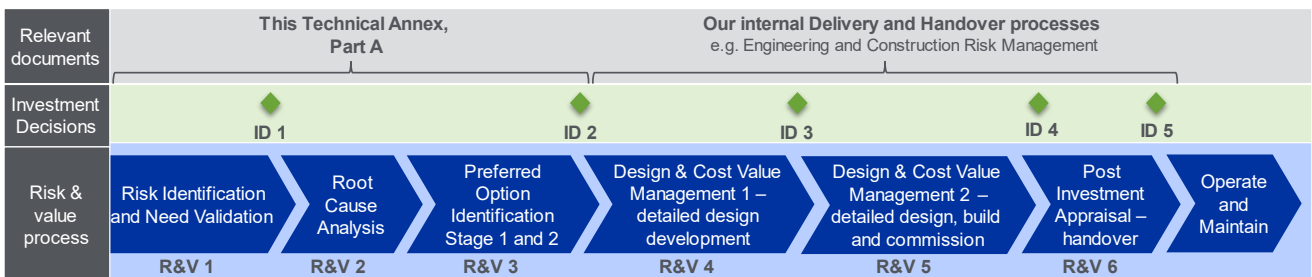 Relevant
documents
This Technical Annex,
Part A
Our internal Delivery and Handover processes
e.g. Engineering and Construction Risk Management
Investment
Decisions
ID 1
ID 2
ID 3
ID 4
ID 5
Risk &
value
process
Risk Identification
and Need Validation
Root
Cause
Analysis
Preferred
Option
Identification
Stage 1 and 2
Design & Cost Value
Management 1 –
detailed design
development
Design & Cost Value
Management 2 –
detailed design, build
and commission
Post
Investment
Appraisal –
handover
Operate
and
Maintain
R&V 1
R&V 2
R&V 3
R&V 4
R&V 5
R&V 6